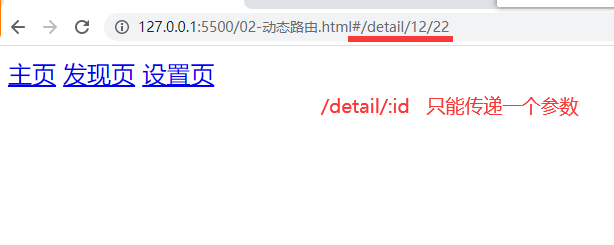 127.0.0.1:5500/02-动态路由.html#/detail/12/22
主页 发现页 设置页
/detail/:id 只能传递一个参数